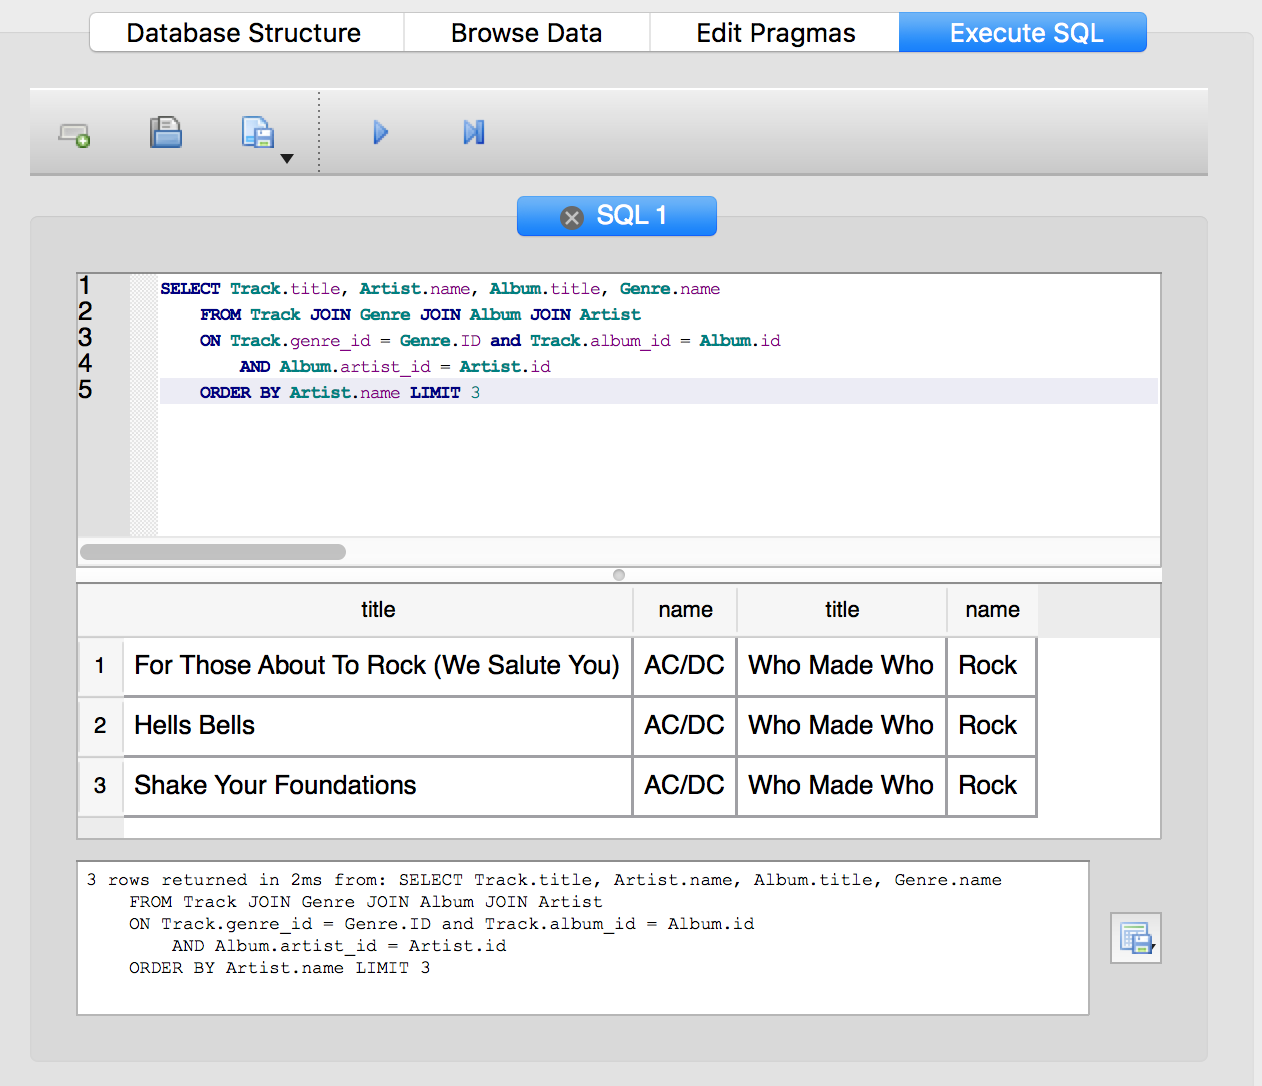 Database Structure Browse Data Edit Pragmas Execute SQL
SQL 1
1 SELECT Track.title, Artist.name, Album.title, Genre.name
2 FROM Track JOIN Genre JOIN Album JOIN Artist
3 ON Track.genre_id = Genre.ID and Track.album_id = Album.id
4 AND Album.artist_id = Artist.id
5 ORDER BY Artist.name LIMIT 3
title name title name
1 For Those About To Rock (We Salute You) AC/DC Who Made Who Rock
2 Hells Bells AC/DC Who Made Who Rock
3 Shake Your Foundations AC/DC Who Made Who Rock
3 rows returned in 2ms from: SELECT Track.title, Artist.name, Album.title, Genre.name
FROM Track JOIN Genre JOIN Album JOIN Artist
ON Track.genre_id = Genre.ID and Track.album_id = Album.id
AND Album.artist_id = Artist.id
ORDER BY Artist.name LIMIT 3